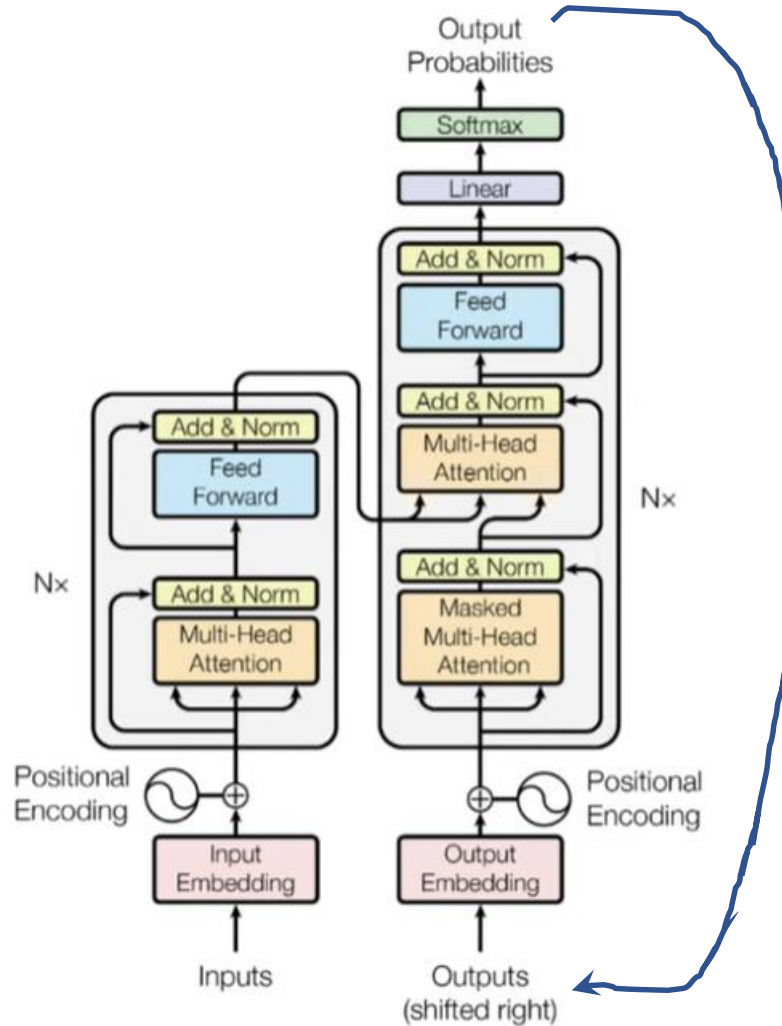 Output
Probabilities
Softmax
Linear
Add & Norm
Feed
Forward
Add & Norm
Multi-Head
Attention
Add & Norm
Masked
Multi-Head
Attention
Nx
Add & Norm
Feed
Forward
Add & Norm
Multi-Head
Attention
Nx
Positional
Encoding
Positional
Encoding
Input
Embedding
Output
Embedding
Inputs
Outputs
(shifted right)